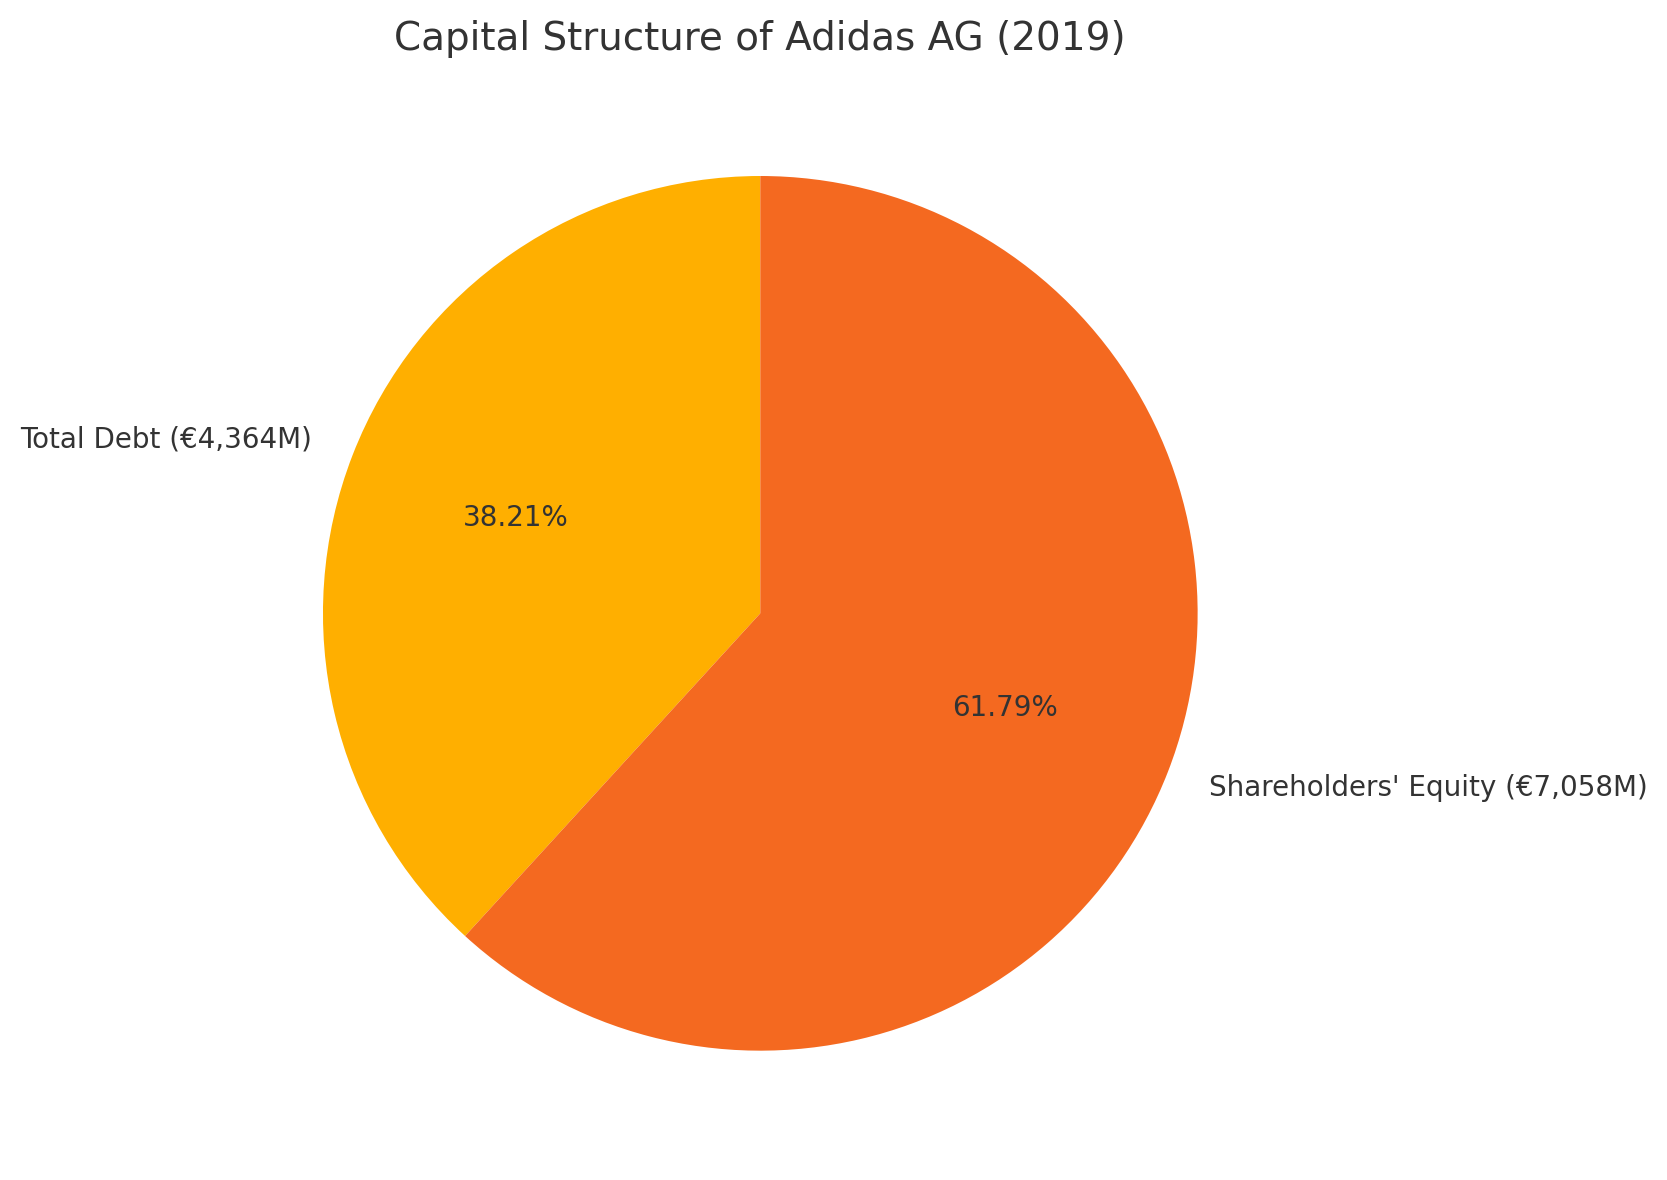 Capital Structure of Adidas AG (2019)
Total Debt (€4,364M)
38.21%
61.79%
Shareholders' Equity (€7,058M)